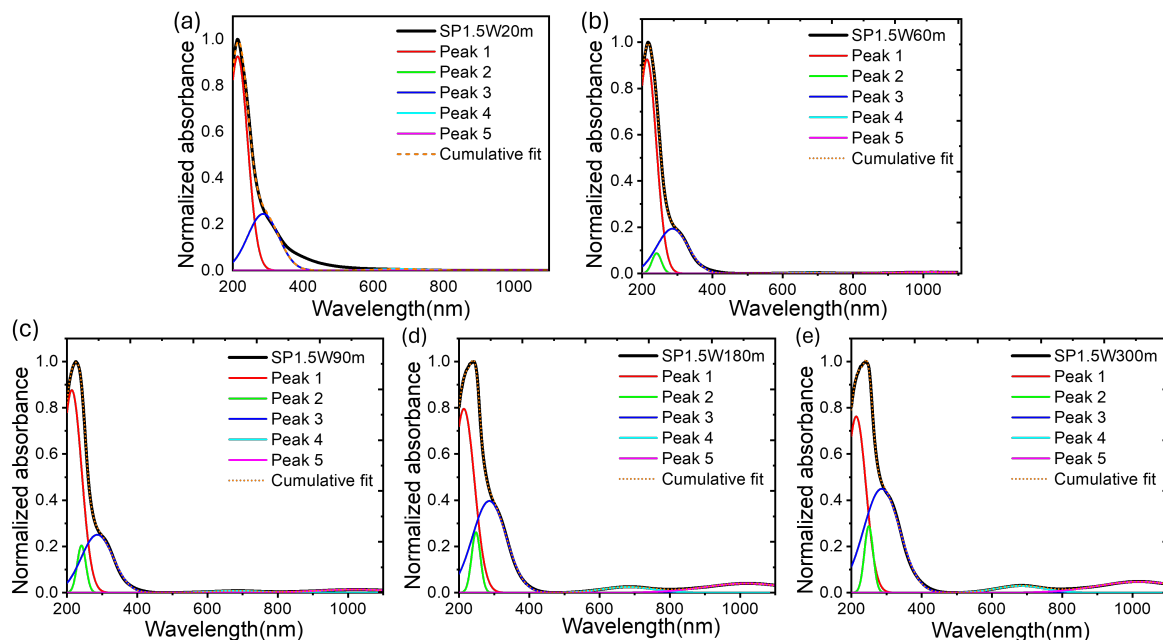 (a)
Normalized absorbance
1.0
0.8
0.6
0.4
0.2
0.0
SP1.5W20m
Peak 1
Peak 2
Peak 3
Peak 4
Peak 5
Cumulative fit
200 400 600 800 1000
Wavelength(nm)
(b)
Normalized absorbance
1.0
0.8
0.6
0.4
0.2
0.0
SP1.5W60m
Peak 1
Peak 2
Peak 3
Peak 4
Peak 5
Cumulative fit
200 400 600 800 1000
Wavelength(nm)
(c)
Normalized absorbance
1.0
0.8
0.6
0.4
0.2
0.0
SP1.5W90m
Peak 1
Peak 2
Peak 3
Peak 4
Peak 5
Cumulative fit
200 400 600 800 1000
Wavelength(nm)
(d)
Normalized absorbance
1.0
0.8
0.6
0.4
0.2
0.0
SP1.5W180m
Peak 1
Peak 2
Peak 3
Peak 4
Peak 5
Cumulative fit
200 400 600 800 1000
Wavelength(nm)
(e)
Normalized absorbance
1.0
0.8
0.6
0.4
0.2
0.0
SP1.5W300m
Peak 1
Peak 2
Peak 3
Peak 4
Peak 5
Cumulative fit
200 400 600 800 1000
Wavelength(nm)